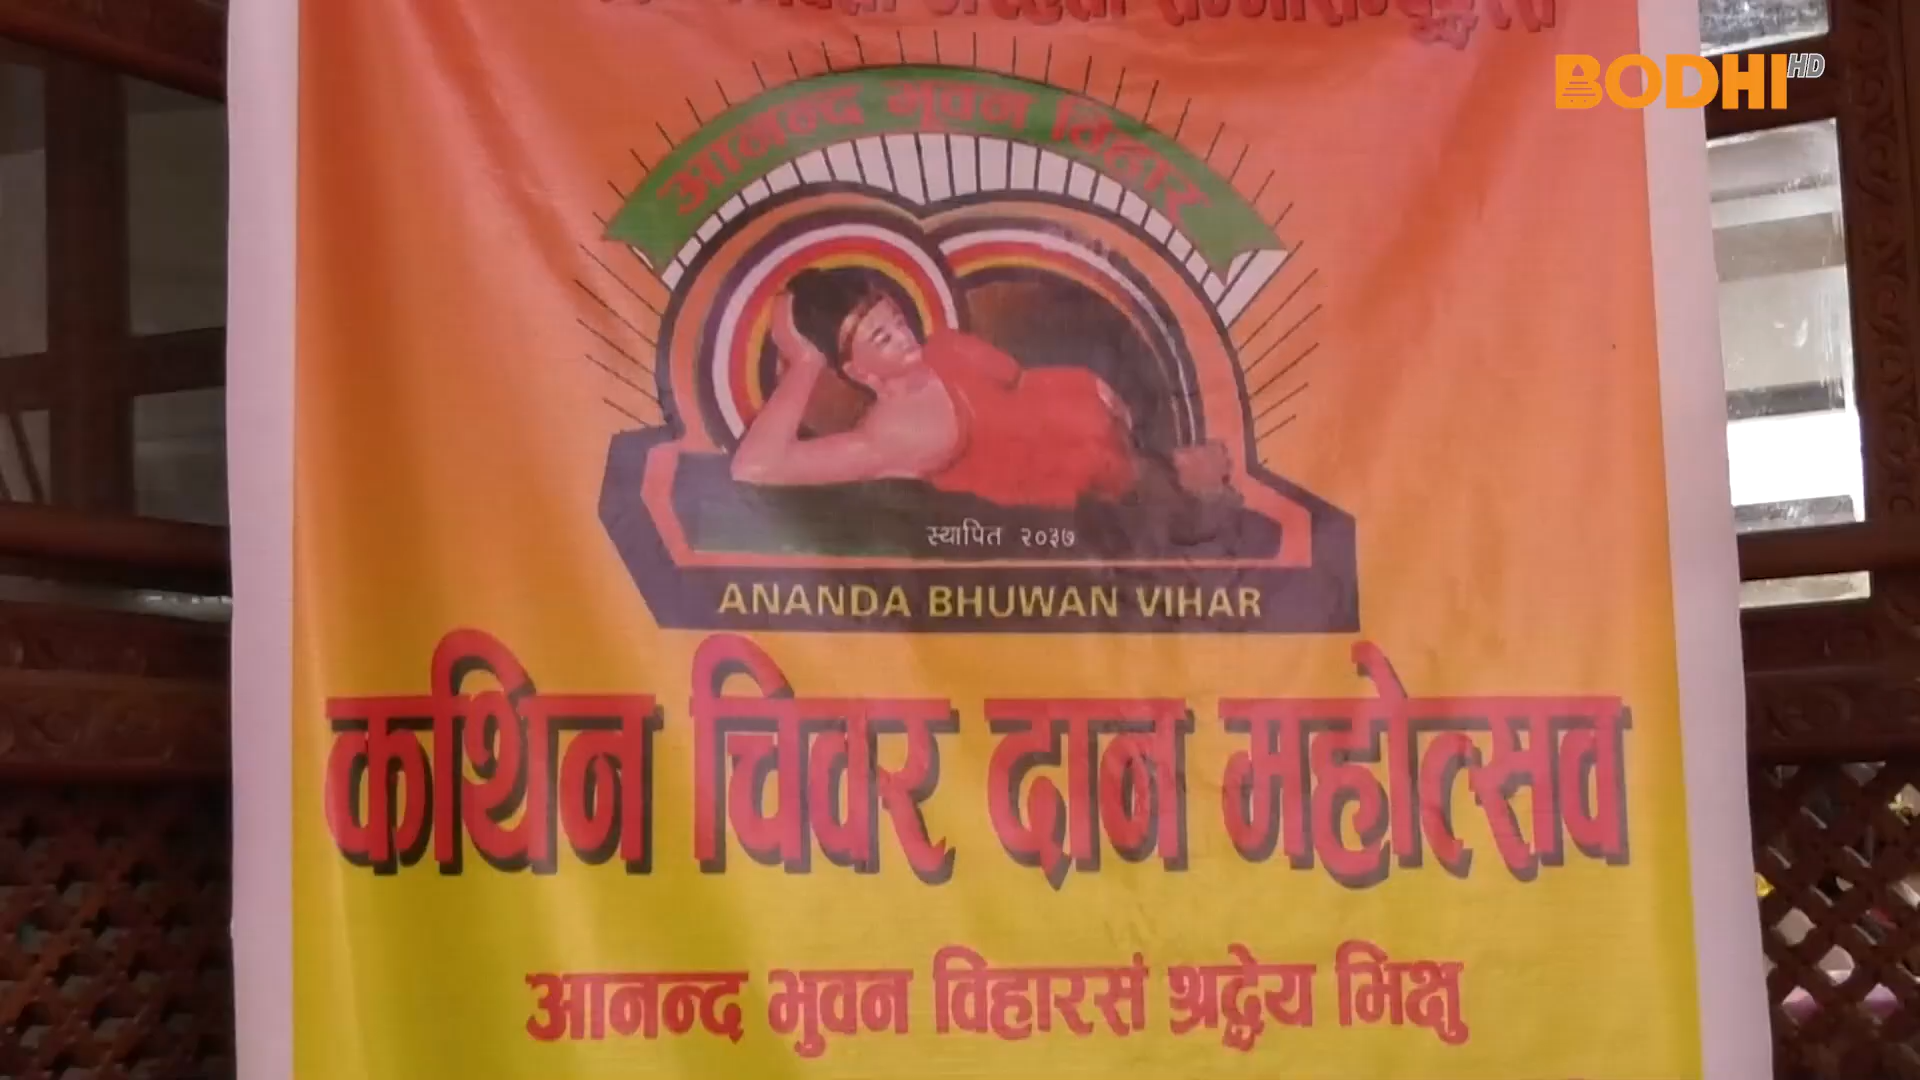 BODHI HD
आनन्द भूवन विहार
स्थापित २०३७
ANANDA BHUWAN VIHAR
कथिन चिवर दान महोत्सव
आनन्द भुवन विहारसं श्रद्धेय भिक्षु